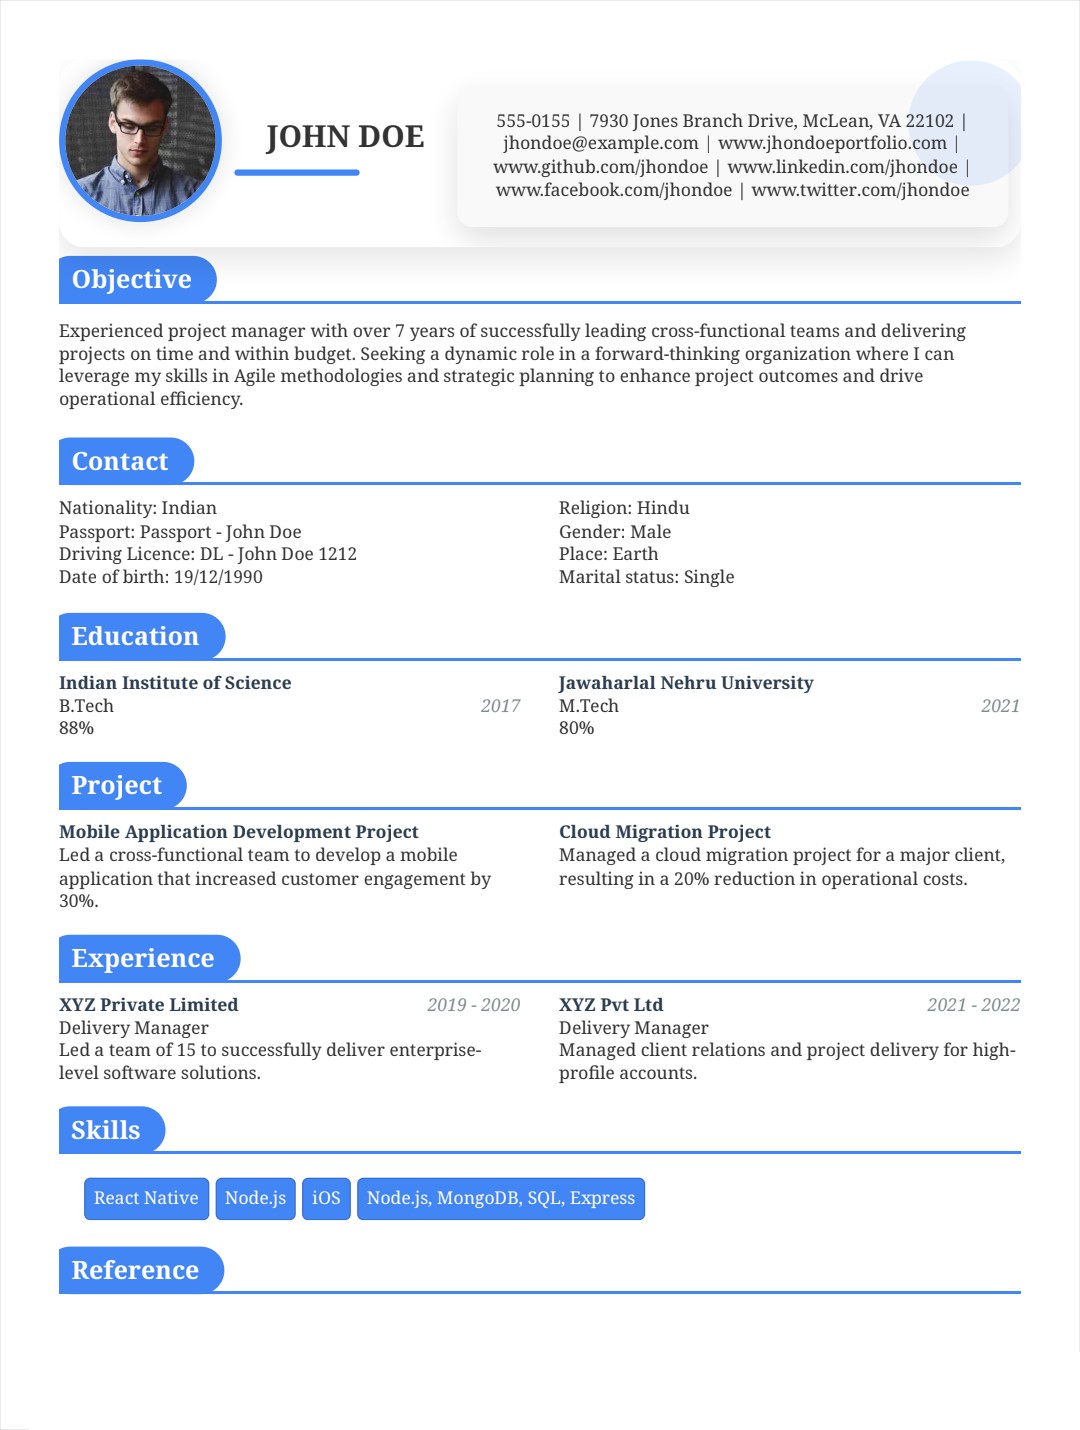 JOHN DOE
555-0155 | 7930 Jones Branch Drive, McLean, VA 22102 |
jhondoe@example.com | www.jhondoeportfolio.com |
www.github.com/jhondoe | www.linkedin.com/jhondoe |
www.facebook.com/jhondoe | www.twitter.com/jhondoe
Objective
Experienced project manager with over 7 years of successfully leading cross-functional teams and delivering
projects on time and within budget. Seeking a dynamic role in a forward-thinking organization where I can
leverage my skills in Agile methodologies and strategic planning to enhance project outcomes and drive
operational efficiency.
Contact
Nationality: Indian
Passport: Passport - John Doe
Driving Licence: DL - John Doe 1212
Date of birth: 19/12/1990
Religion: Hindu
Gender: Male
Place: Earth
Marital status: Single
Education
Indian Institute of Science
B.Tech 2017
88%
Jawaharlal Nehru University
M.Tech 2021
80%
Project
Mobile Application Development Project
Led a cross-functional team to develop a mobile
application that increased customer engagement by
30%.
Cloud Migration Project
Managed a cloud migration project for a major client,
resulting in a 20% reduction in operational costs.
Experience
XYZ Private Limited 2019 - 2020
Delivery Manager
Led a team of 15 to successfully deliver enterprise-
level software solutions.
XYZ Pvt Ltd 2021 - 2022
Delivery Manager
Managed client relations and project delivery for high-
profile accounts.
Skills
React Native Node.js iOS Node.js, MongoDB, SQL, Express
Reference